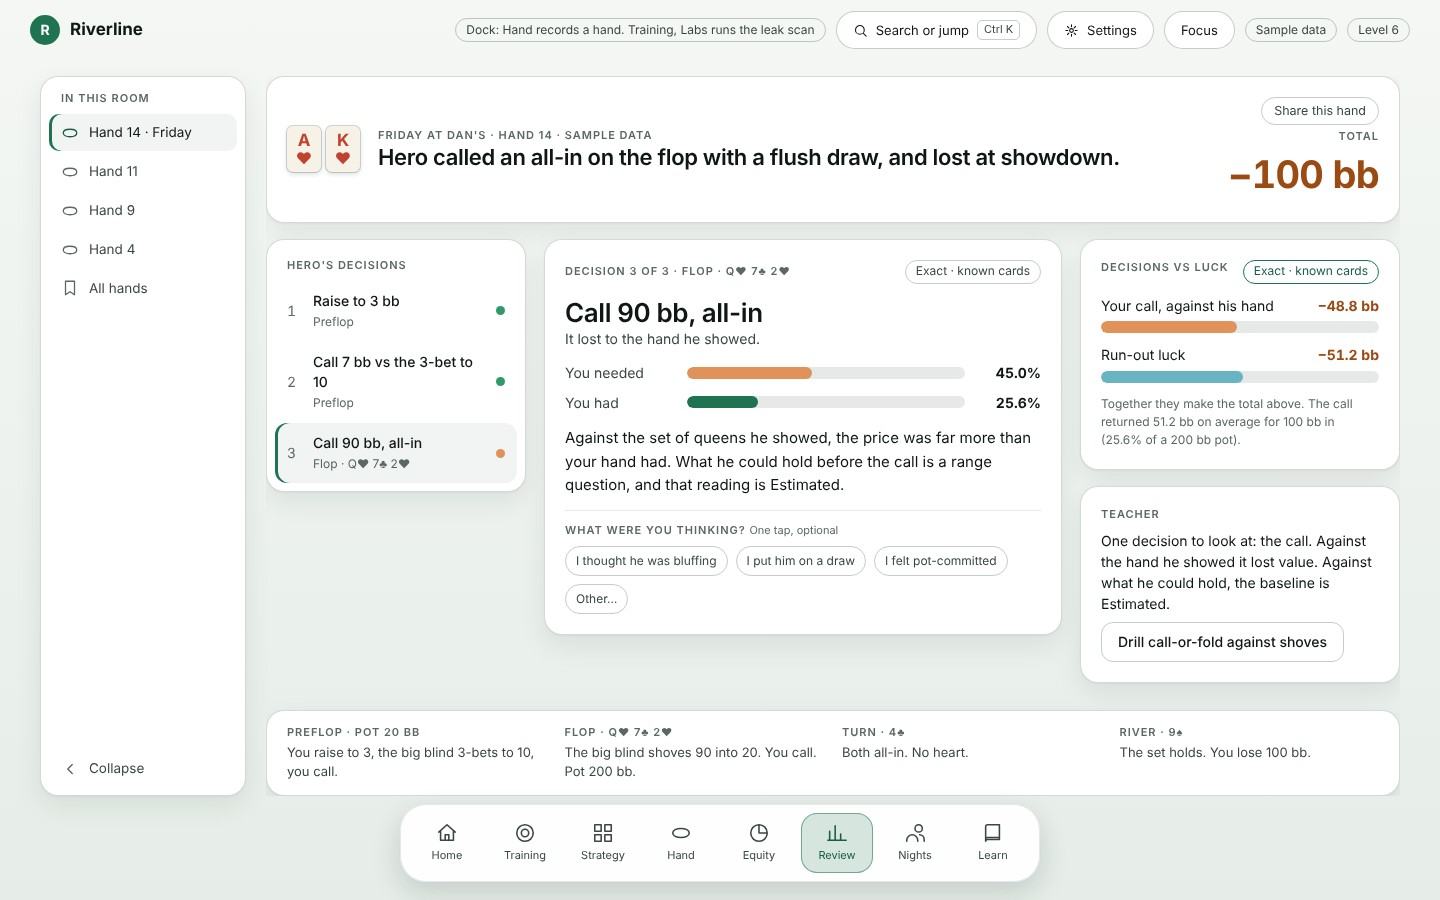 R Riverline
Dock: Hand records a hand. Training, Labs runs the leak scan
Search or jump Ctrl K
Settings
Focus
Sample data
Level 6
IN THIS ROOM
Hand 14 · Friday
Hand 11
Hand 9
Hand 4
All hands
Collapse
A K
♥ ♥
FRIDAY AT DAN'S · HAND 14 · SAMPLE DATA
Hero called an all-in on the flop with a flush draw, and lost at showdown.
Share this hand
TOTAL
−100 bb
HERO'S DECISIONS
1 Raise to 3 bb
Preflop
2 Call 7 bb vs the 3-bet to
10
Preflop
3 Call 90 bb, all-in
Flop · Q♥ 7♣ 2♥
DECISION 3 OF 3 · FLOP · Q♥ 7♣ 2♥
Exact · known cards
Call 90 bb, all-in
It lost to the hand he showed.
You needed 45.0%
You had 25.6%
Against the set of queens he showed, the price was far more than
your hand had. What he could hold before the call is a range
question, and that reading is Estimated.
WHAT WERE YOU THINKING? One tap, optional
I thought he was bluffing
I put him on a draw
I felt pot-committed
Other...
DECISIONS VS LUCK
Exact · known cards
Your call, against his hand −48.8 bb
Run-out luck −51.2 bb
Together they make the total above. The call
returned 51.2 bb on average for 100 bb in
(25.6% of a 200 bb pot).
TEACHER
One decision to look at: the call. Against
the hand he showed it lost value. Against
what he could hold, the baseline is
Estimated.
Drill call-or-fold against shoves
PREFLOP · POT 20 BB
You raise to 3, the big blind 3-bets to 10,
you call.
FLOP · Q♥ 7♣ 2♥
The big blind shoves 90 into 20. You call.
Pot 200 bb.
TURN · 4♣
Both all-in. No heart.
RIVER · 9♠
The set holds. You lose 100 bb.
Home
Training
Strategy
Hand
Equity
Review
Nights
Learn